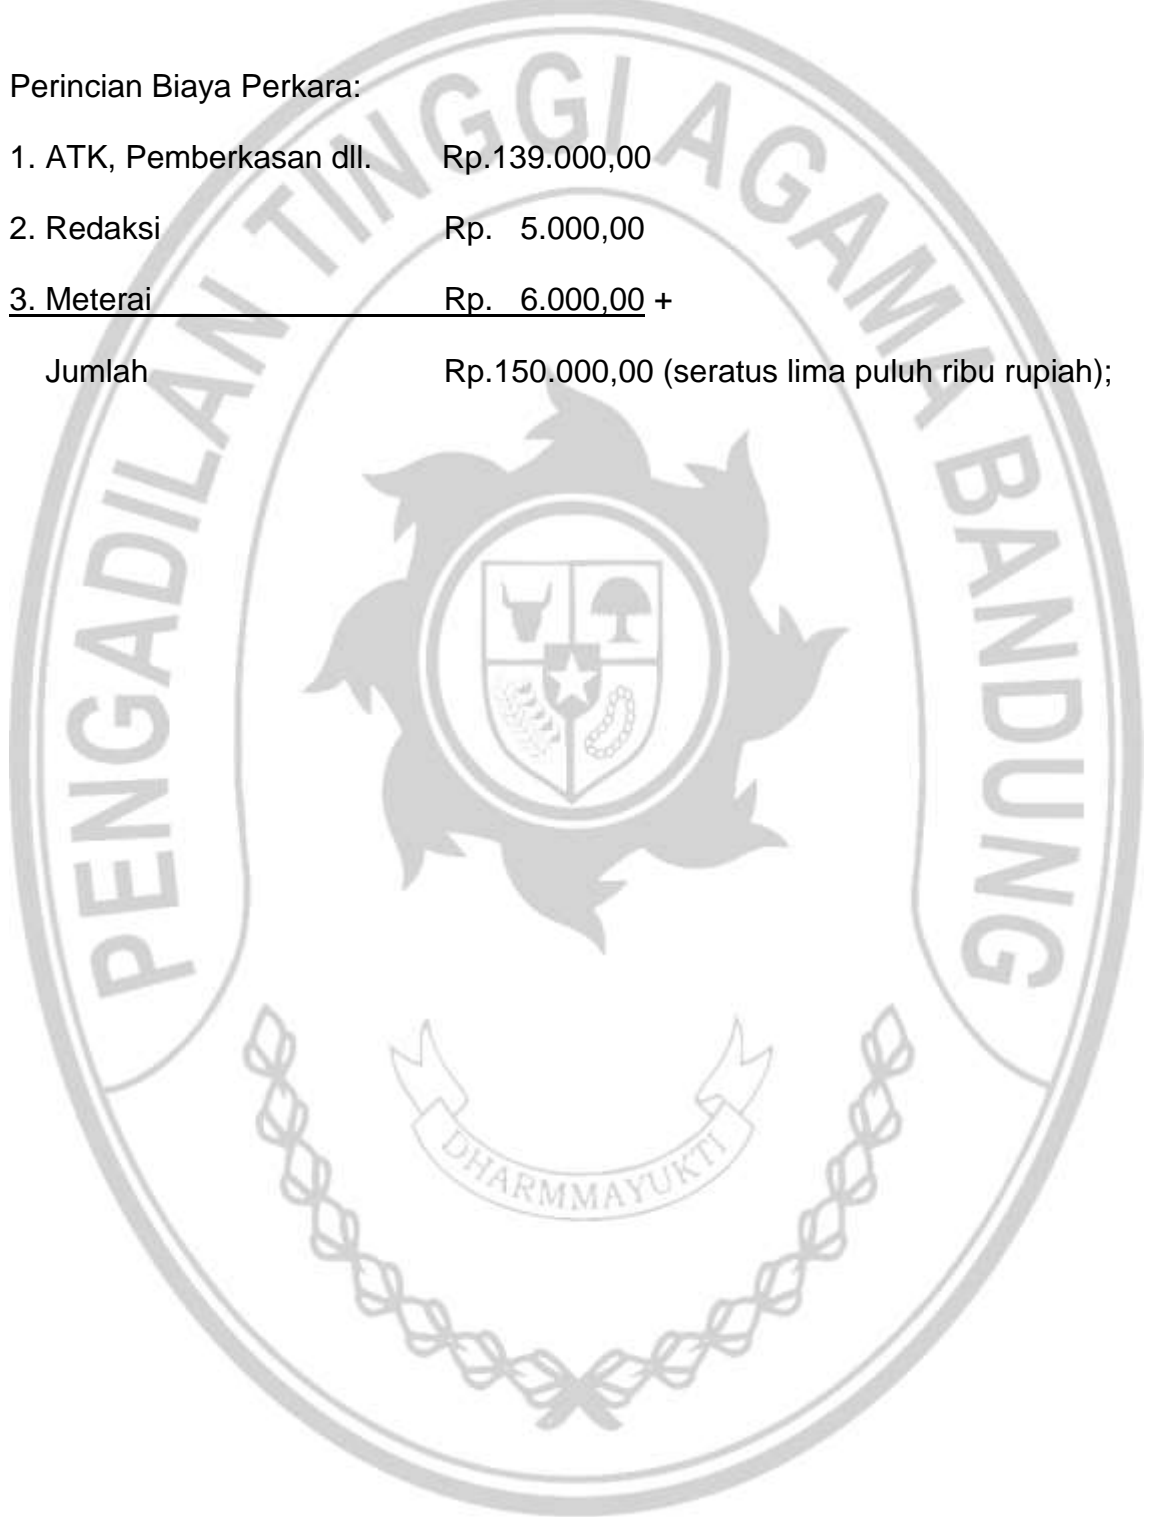 Perincian Biaya Perkara:
1. ATK, Pemberkasan dll. Rp.139.000,00
2. Redaksi Rp. 5.000,00
3. Meterai Rp. 6.000,00 +
Jumlah Rp.150.000,00 (seratus lima puluh ribu rupiah);
PENGADILAN TINGGI AGAMA BANDUNG
DHARMMAYUKTI